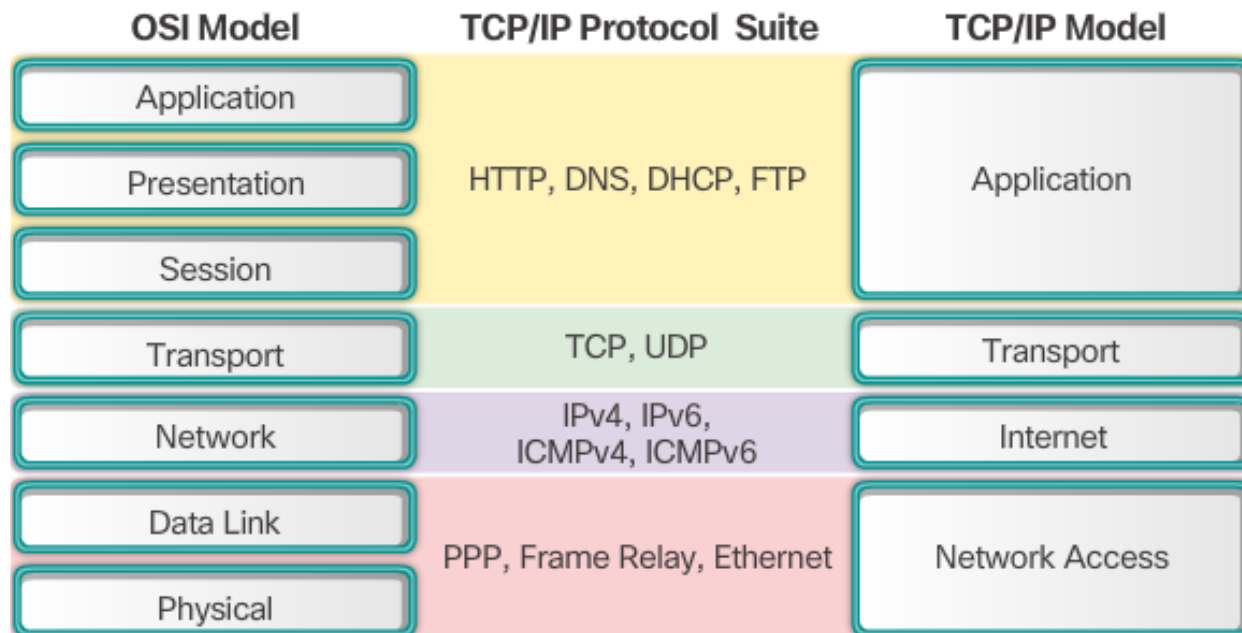 OSI Model
TCP/IP Protocol Suite
TCP/IP Model
Application
Presentation
Session
HTTP, DNS, DHCP, FTP
Application
Transport
TCP, UDP
Transport
Network
IPv4, IPv6,
ICMPv4, ICMPv6
Internet
Data Link
Physical
PPP, Frame Relay, Ethernet
Network Access